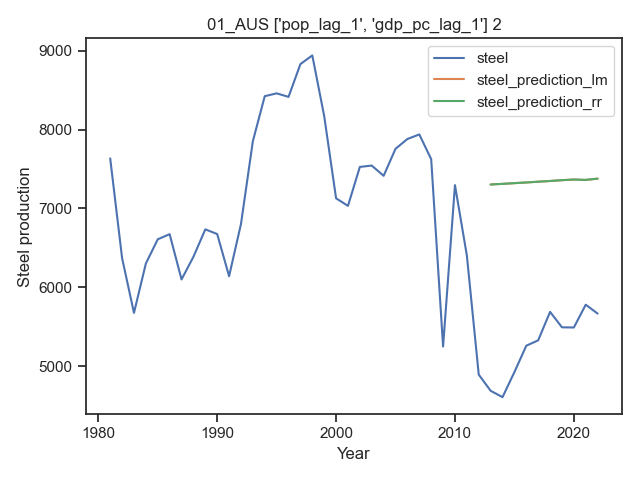 01_AUS ['pop_lag_1', 'gdp_pc_lag_1'] 2
steel
steel_prediction_lm
steel_prediction_rr
Steel production
9000
8000
7000
6000
5000
1980
1990
2000
2010
2020
Year